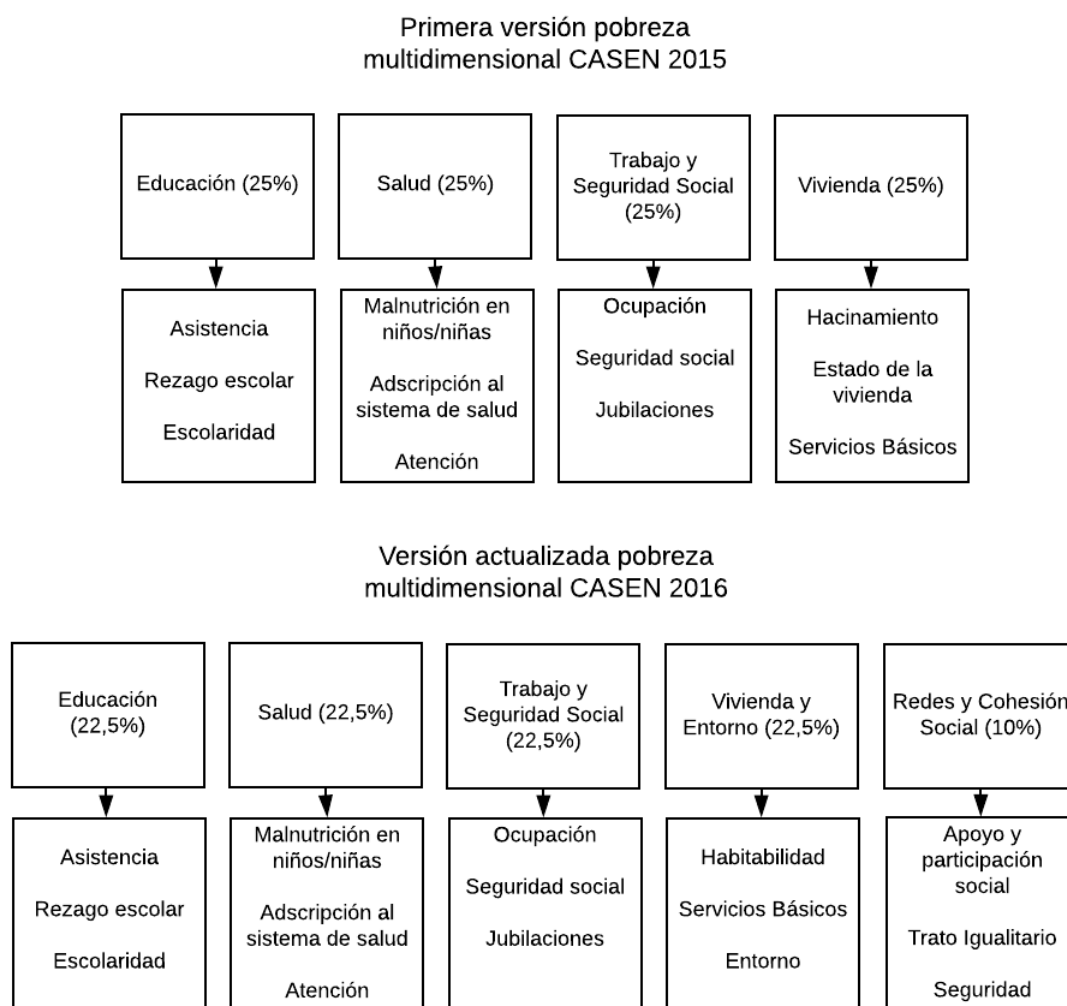 Primera versión pobreza
multidimensional CASEN 2015
Educación (25%)
Salud (25%)
Trabajo y
Seguridad Social
(25%)
Vivienda (25%)
Asistencia
Rezago escolar
Escolaridad
Malnutrición en
niños/niñas
Adscripción al
sistema de salud
Atención
Ocupación
Seguridad social
Jubilaciones
Hacinamiento
Estado de la
vivienda
Servicios Básicos
Versión actualizada pobreza
multidimensional CASEN 2016
Educación
(22,5%)
Salud (22,5%)
Trabajo y
Seguridad Social
(22,5%)
Vivienda y
Entorno (22,5%)
Redes y Cohesión
Social (10%)
Asistencia
Rezago escolar
Escolaridad
Malnutrición en
niños/niñas
Adscripción al
sistema de salud
Atención
Ocupación
Seguridad social
Jubilaciones
Habitabilidad
Servicios Básicos
Entorno
Apoyo y
participación
social
Trato Igualitario
Seguridad